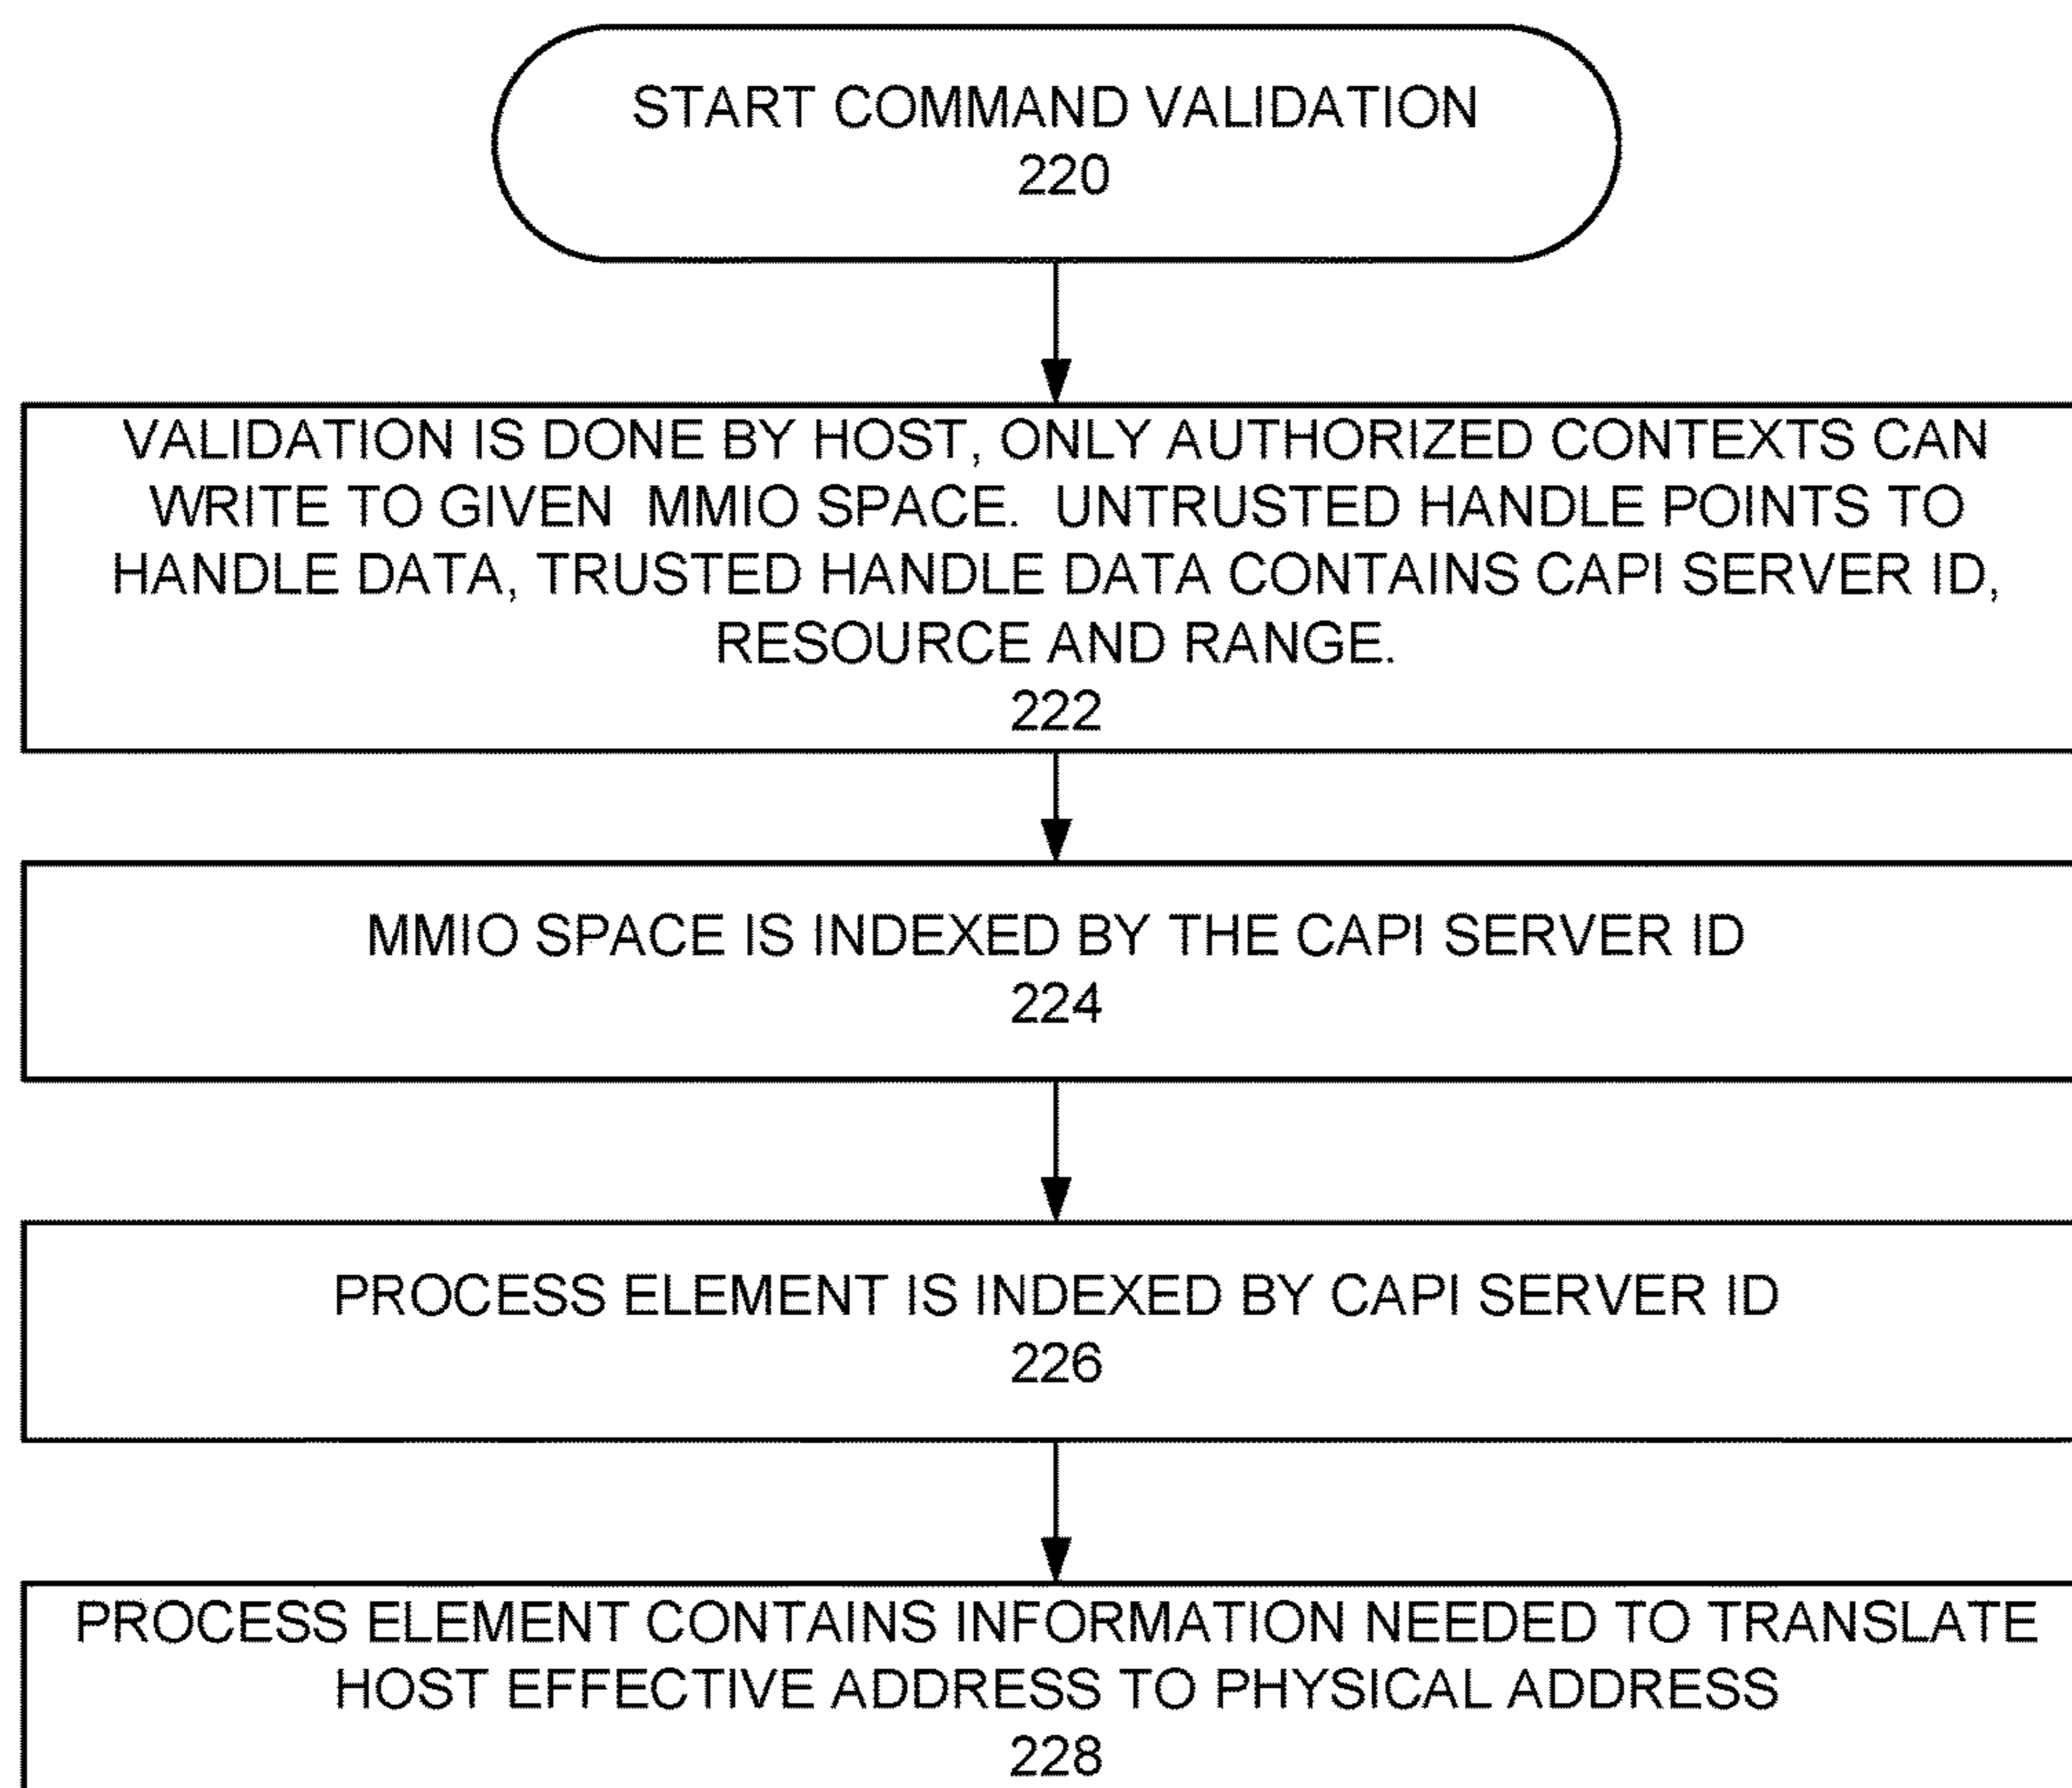 START COMMAND VALIDATION
220
VALIDATION IS DONE BY HOST, ONLY AUTHORIZED CONTEXTS CAN
WRITE TO GIVEN MMIO SPACE. UNTRUSTED HANDLE POINTS TO
HANDLE DATA, TRUSTED HANDLE DATA CONTAINS CAPI SERVER ID,
RESOURCE AND RANGE.
222
MMIO SPACE IS INDEXED BY THE CAPI SERVER ID
224
PROCESS ELEMENT IS INDEXED BY CAPI SERVER ID
226
PROCESS ELEMENT CONTAINS INFORMATION NEEDED TO TRANSLATE
HOST EFFECTIVE ADDRESS TO PHYSICAL ADDRESS
228